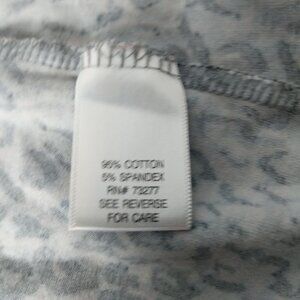 95% COTTON
5% SPANDEX
RN# 73277
SEE REVERSE
FOR CARE